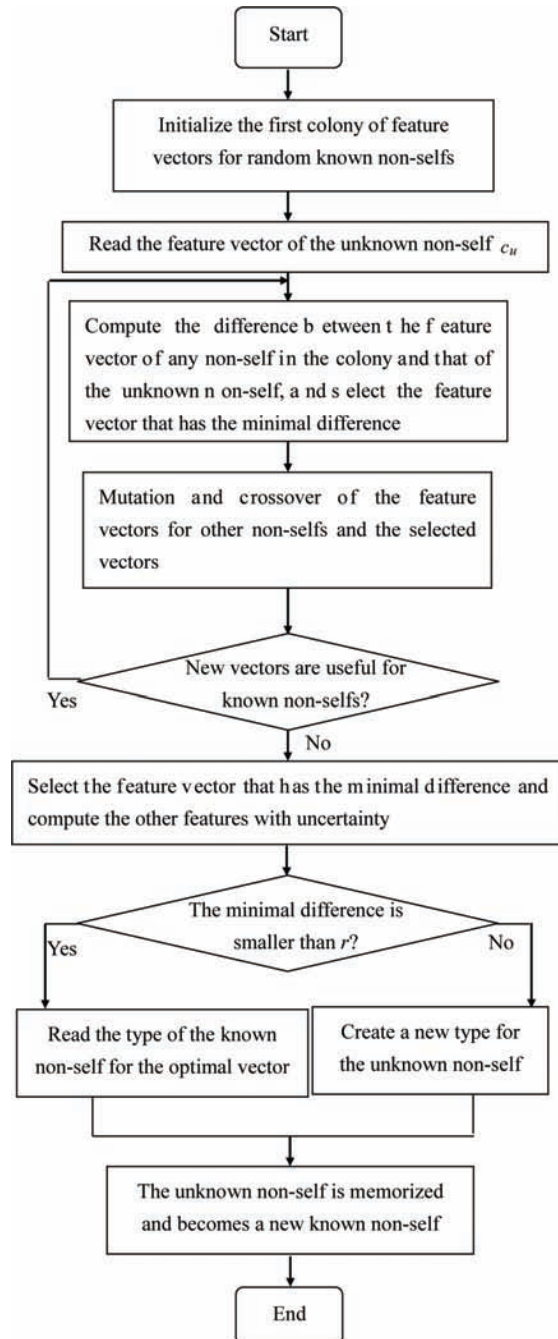 Start
Initialize the first colony of feature
vectors for random known non-selfs
Read the feature vector of the unknown non-self cu
Compute the difference b etween t he f eature
vector of any non-self in the colony and that of
the unknown n on-self, a nd s elect the feature
vector that has the minimal difference
Mutation and crossover of the feature
vectors for other non-selfs and the selected
vectors
New vectors are useful for
known non-selfs?
Yes
No
Select the feature vector that h as the m inimal d ifference and
compute the other features with uncertainty
The minimal difference is
smaller than r?
Yes
No
Read the type of the known
non-self for the optimal vector
Create a new type for
the unknown non-self
The unknown non-self is memorized
and becomes a new known non-self
End